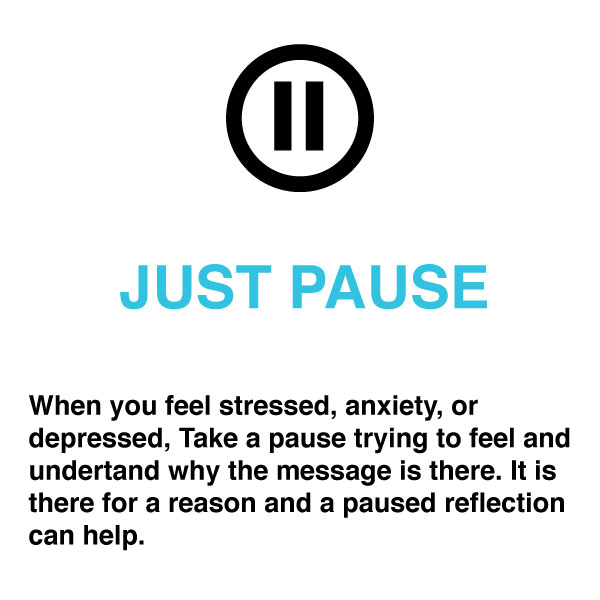 JUST PAUSE
When you feel stressed, anxiety, or
depressed, Take a pause trying to feel and
undertand why the message is there. It is
there for a reason and a paused reflection
can help.